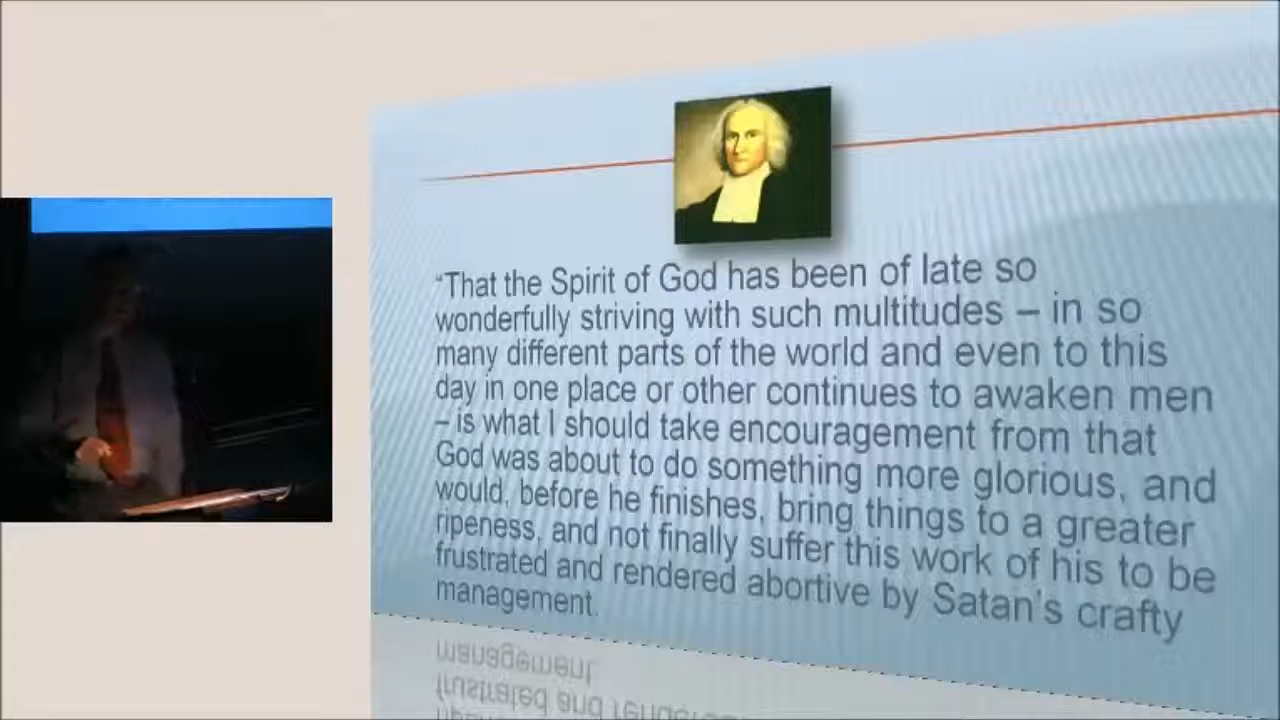 “That the Spirit of God has been of late so
wonderfully striving with such multitudes – in so
many different parts of the world and even to this
day in one place or other continues to awaken men
– is what I should take encouragement from that
God was about to do something more glorious, and
would, before he finishes, bring things to a greater
ripeness, and not finally suffer this work of his to be
frustrated and rendered abortive by Satan's crafty
management.